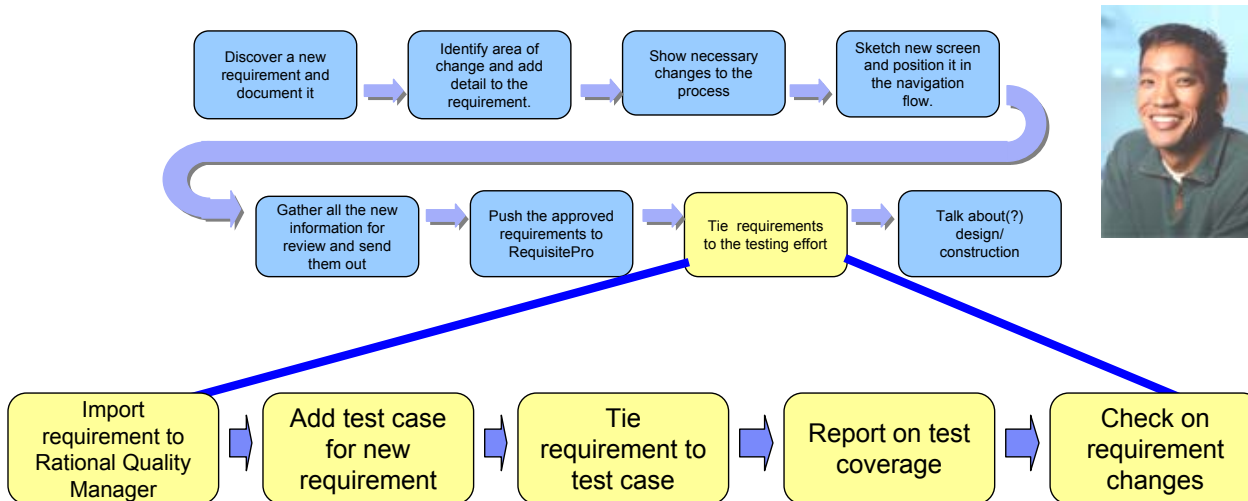 Discover a new
requirement and
document it
Identify area of
change and add
detail to the
requirement.
Show necessary
changes to the
process
Sketch new screen
and position it in
the navigation
flow.
Gather all the new
information for
review and send
them out
Push the approved
requirements to
RequisitePro
Tie requirements
to the testing effort
Talk about(?)
design/
construction
Import
requirement to
Rational Quality
Manager
Add test case
for new
requirement
Tie
requirement to
test case
Report on test
coverage
Check on
requirement
changes